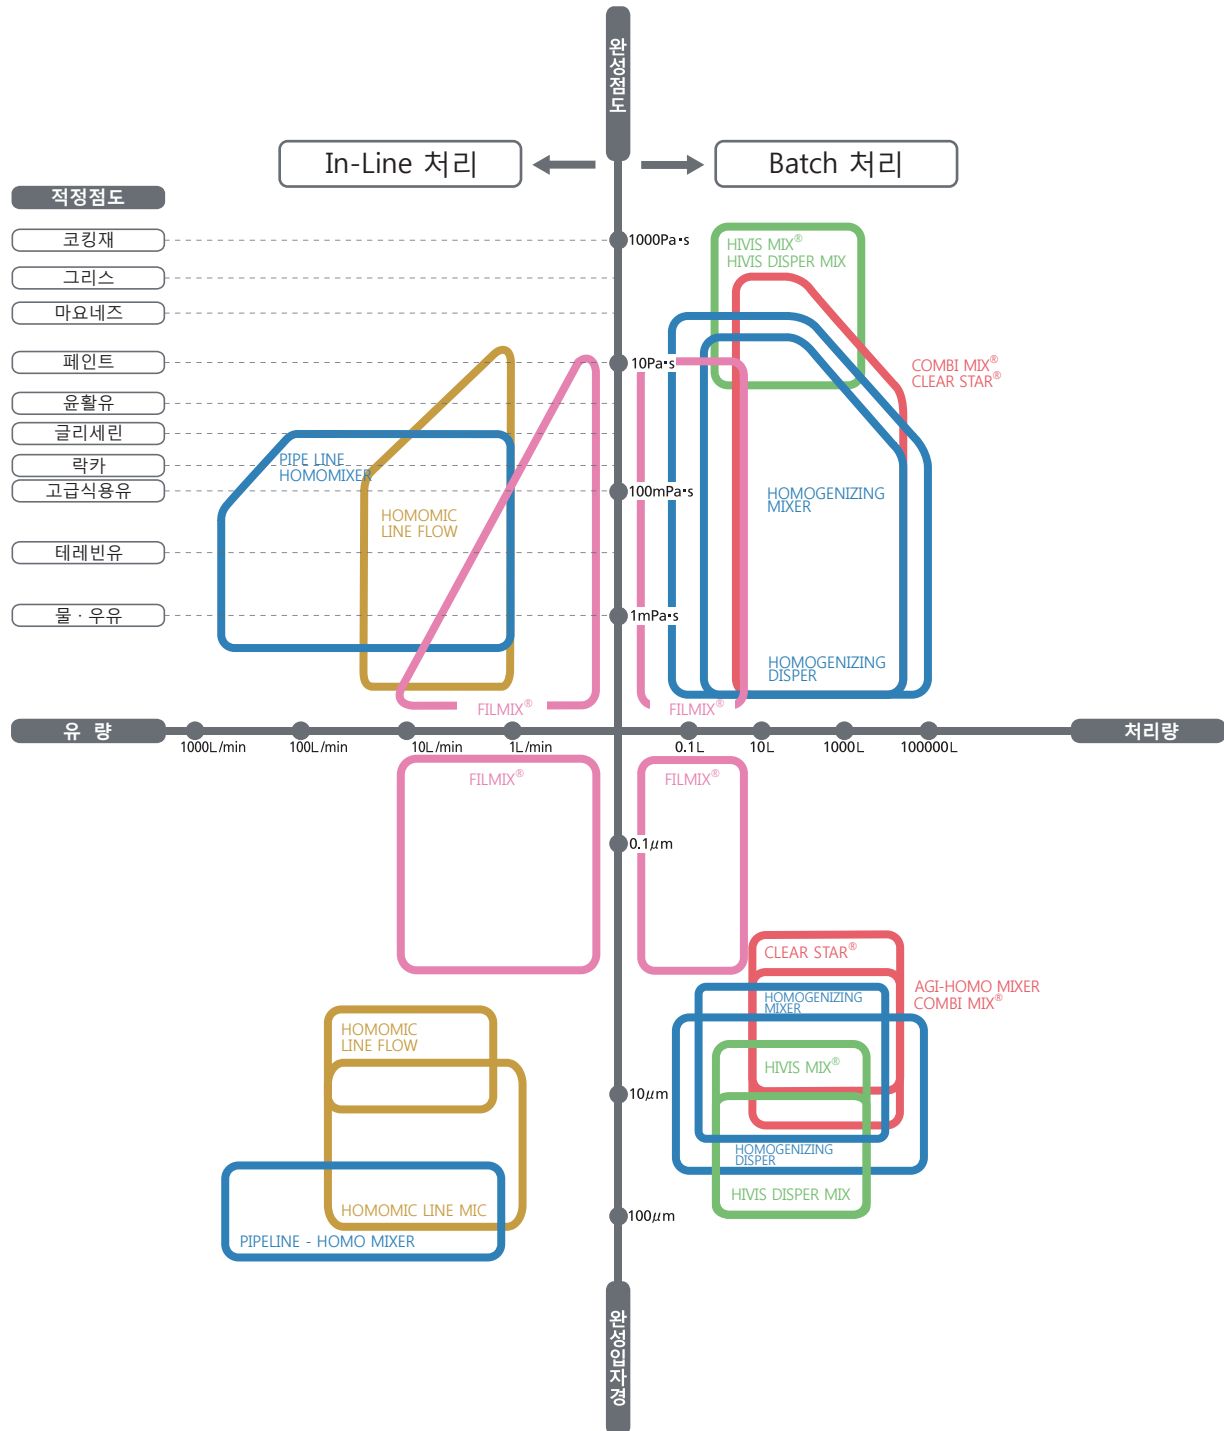 완성점도
In-Line 처리
Batch 처리
적정점도
코킹재
그리스
마요네즈
페인트
윤활유
글리세린
락카
고급식용유
테레빈유
물 · 우유
1000Pa·s
10Pa·s
100mPa·s
1mPa·s
HIVIS MIX®
HIVIS DISPER MIX
COMBI MIX®
CLEAR STAR®
PIPE LINE
HOMOMIXER
HOMOMIC
LINE FLOW
HOMOGENIZING
MIXER
HOMOGENIZING
DISPER
FILMIX®
FILMIX®
유 량
처리량
1000L/min
100L/min
10L/min
1L/min
0.1L
10L
1000L
100000L
FILMIX®
FILMIX®
0.1μm
CLEAR STAR®
AGI-HOMO MIXER
COMBI MIX®
HOMOGENIZING
MIXER
HOMOMIC
LINE FLOW
HIVIS MIX®
10μm
HOMOGENIZING
DISPER
HIVIS DISPER MIX
HOMOMIC LINE MIC
100μm
PIPELINE - HOMO MIXER
완성입자경